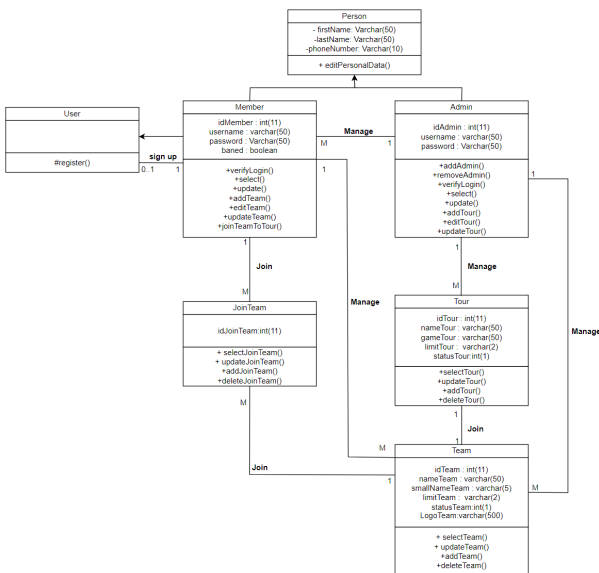 Person
- firstName: Varchar(50)
-lastName: Varchar(50)
-phoneNumber: Varchar(10)
+ editPersonalData()
User
#register()
sign up
0..1
1
Member
idMember : int(11)
username : varchar(50)
password : Varchar(50)
baned : boolean
+verifyLogin()
+select()
+update()
+addTeam()
+editTeam()
+updateTeam()
+joinTeamToTour()
Manage
M
1
Admin
idAdmin : int(11)
username : varchar(50)
password : Varchar(50)
+addAdmin()
+removeAdmin()
+verifyLogin()
+select()
+update()
+addTour()
+editTour()
+updateTour()
1
1
1
Join
M
1
Manage
M
JoinTeam
idJoinTeam:int(11)
+ selectJoinTeam()
+ updateJoinTeam()
+addJoinTeam()
+deleteJoinTeam()
Manage
Tour
idTour : int(11)
nameTour : varchar(50)
gameTour : varchar(50)
limitTour : varchar(2)
statusTour:int(1)
+selectTour()
+updateTour()
+addTour()
+deleteTour()
Manage
M
Join
1
M
1
Join
1
Team
idTeam : int(11)
nameTeam : varchar(50)
smallNameTeam : varchar(5)
limitTeam : varchar(2)
statusTeam:int(1)
LogoTeam:varchar(500)
+ selectTeam()
+ updateTeam()
+addTeam()
+deleteTeam()
M